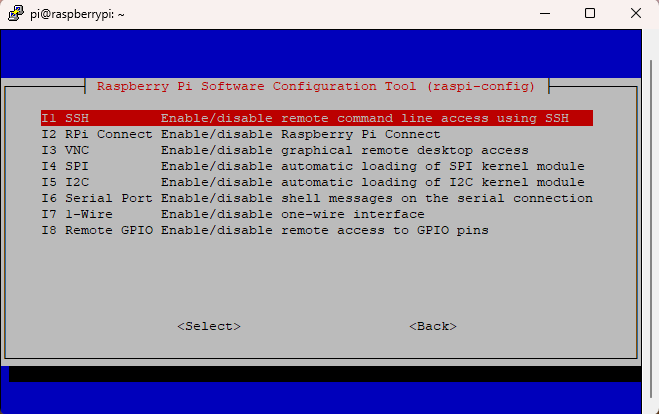 pi@raspberrypi: ~
Raspberry Pi Software Configuration Tool (raspi-config)
I1 SSH Enable/disable remote command line access using SSH
I2 RPi Connect Enable/disable Raspberry Pi Connect
I3 VNC Enable/disable graphical remote desktop access
I4 SPI Enable/disable automatic loading of SPI kernel module
I5 I2C Enable/disable automatic loading of I2C kernel module
I6 Serial Port Enable/disable shell messages on the serial connection
I7 1-Wire Enable/disable one-wire interface
I8 Remote GPIO Enable/disable remote access to GPIO pins
<Select> <Back>